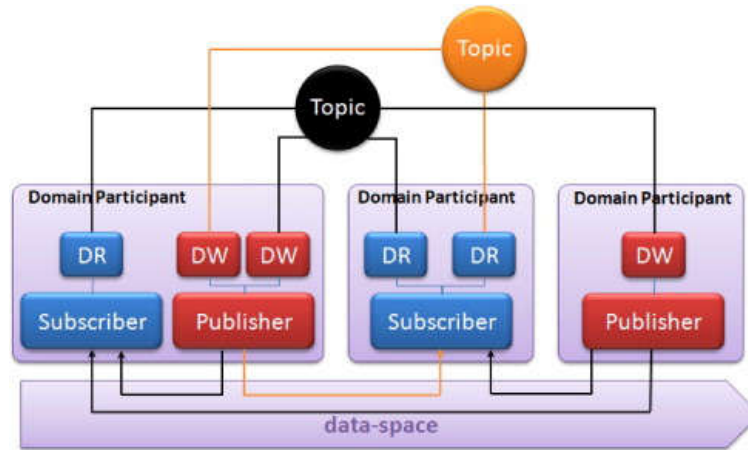 Topic
Topic
Domain Participant
Domain Participant
Domain Participant
DR
DW
DW
DR
DR
DW
Subscriber
Publisher
Subscriber
Publisher
data-space